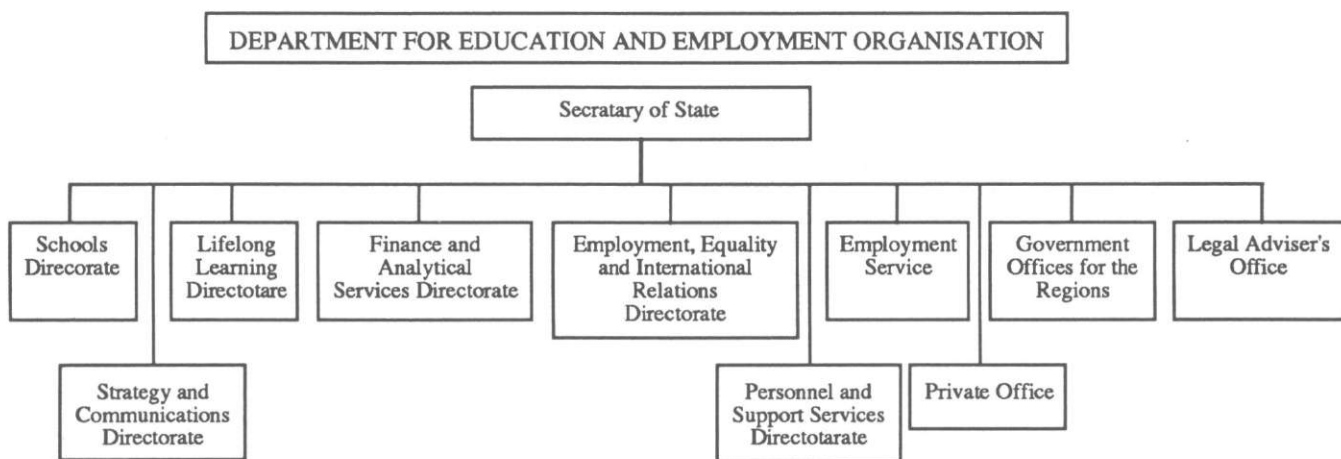 DEPARTMENT FOR EDUCATION AND EMPLOYMENT ORGANISATION
Secratary of State
Schools
Direcorate
Lifelong
Learning
Directotare
Finance and
Analytical
Services Directorate
Employment, Equality
and International
Relations
Directorate
Employment
Service
Government
Offices for the
Regions
Legal Adviser's
Office
Strategy and
Communications
Directorate
Personnel and
Support Services
Directotarate
Private Office